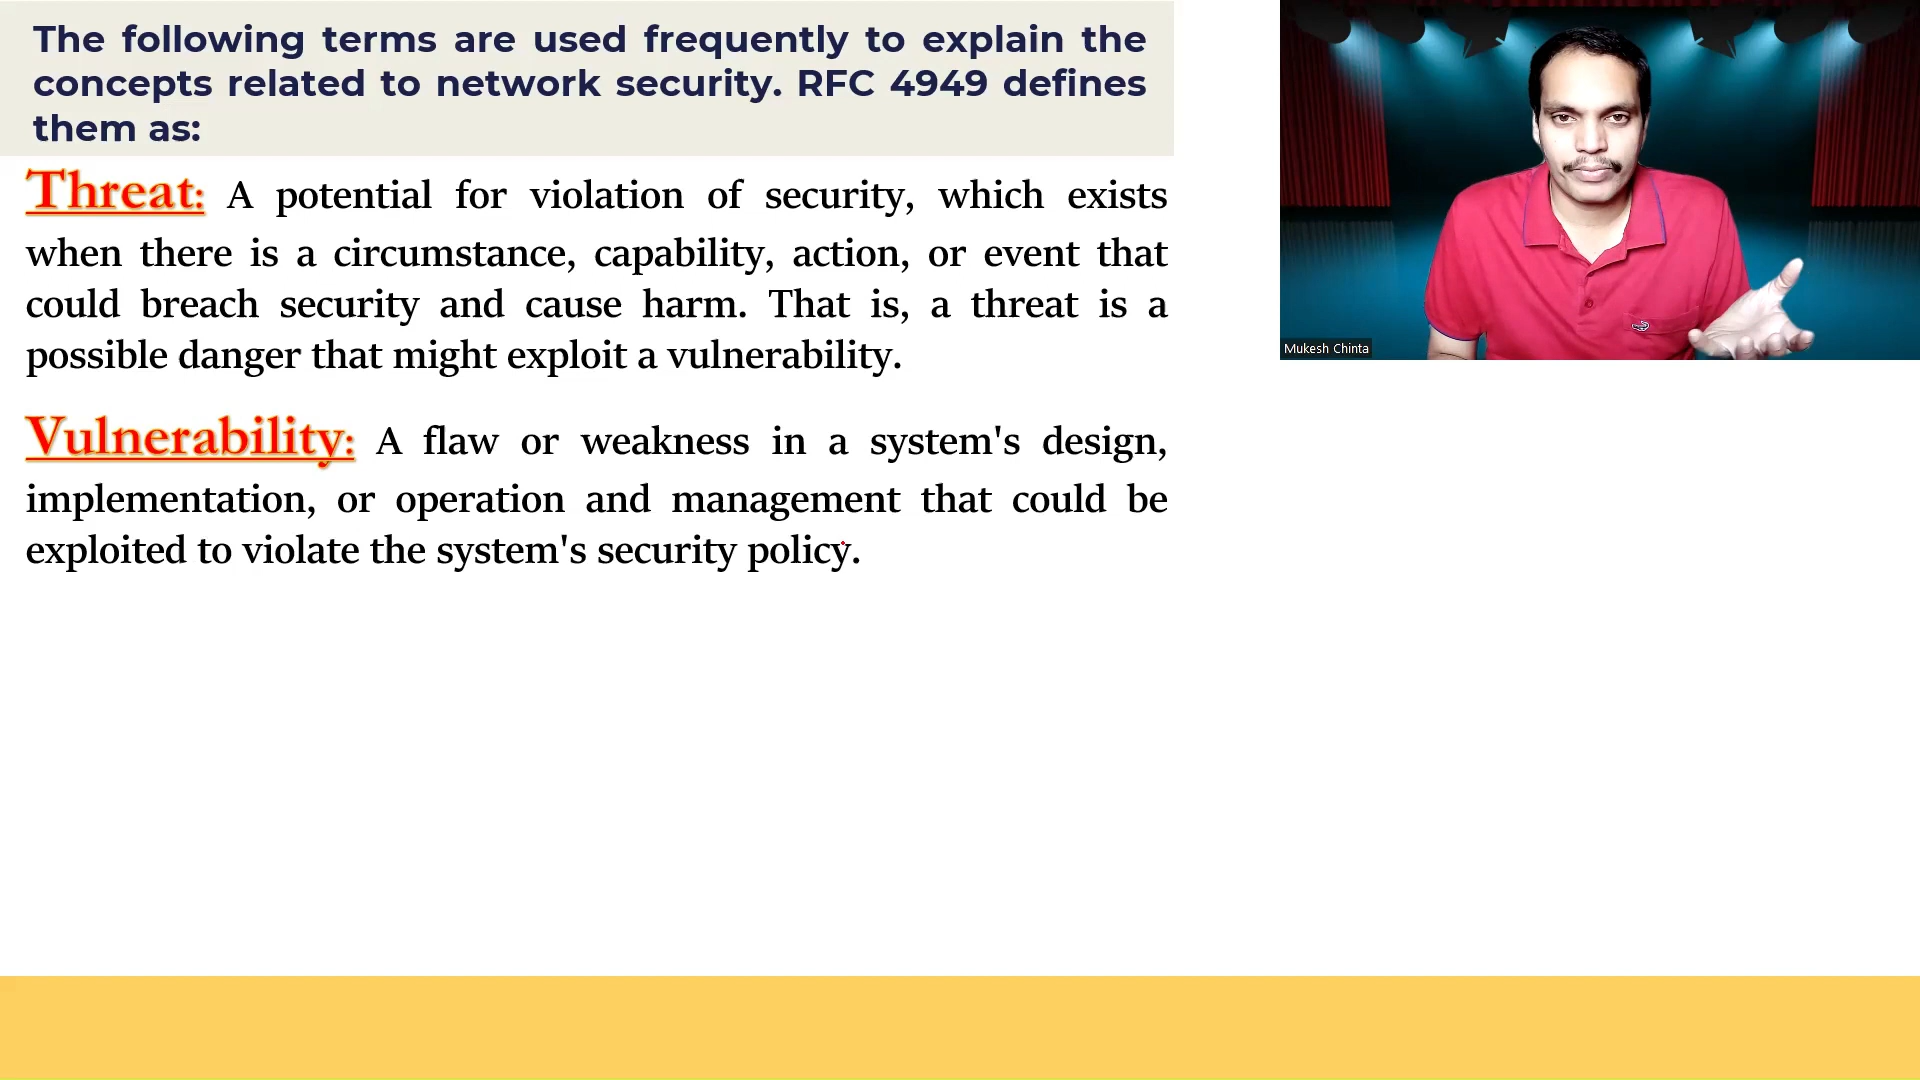 The following terms are used frequently to explain the
concepts related to network security. RFC 4949 defines
them as:
Threat: A potential for violation of security, which exists
when there is a circumstance, capability, action, or event that
could breach security and cause harm. That is, a threat is a
possible danger that might exploit a vulnerability.
Vulnerability: A flaw or weakness in a system's design,
implementation, or operation and management that could be
exploited to violate the system's security policy.
Mukesh Chinta